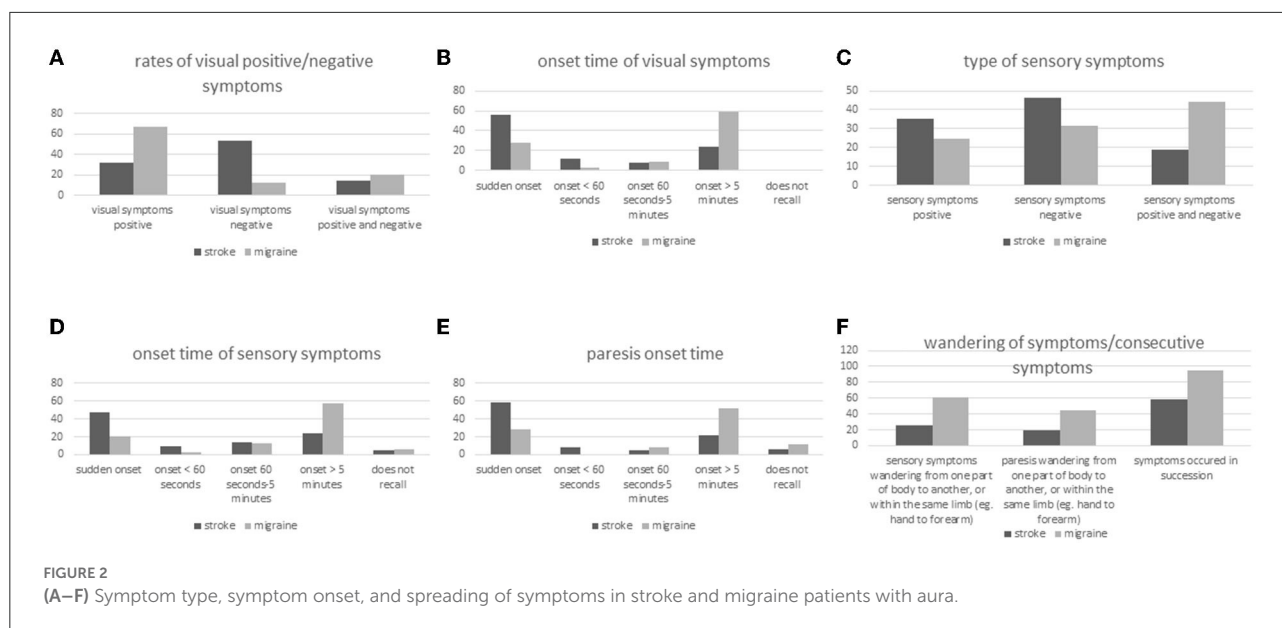 A
rates of visual positive/negative
symptoms
80
60
40
20
0
visual symptoms
positive
visual symptoms
negative
visual symptoms
positive and negative
stroke migraine
B
onset time of visual symptoms
80
60
40
20
0
sudden onset
onset < 60
seconds
onset 60
seconds-5
minutes
onset > 5
minutes
does not
recall
stroke migraine
C
type of sensory symptoms
50
40
30
20
10
0
sensory symptoms
positive
sensory symptoms
negative
sensory symptoms
positive and negative
stroke migraine
D
onset time of sensory symptoms
80
60
40
20
0
sudden onset
onset < 60
seconds
onset 60
seconds-5
minutes
onset > 5
minutes
does not
recall
stroke migraine
E
paresis onset time
80
60
40
20
0
sudden onset
onset < 60
seconds
onset 60
seconds-5
minutes
onset > 5
minutes
does not
recall
stroke migraine
F
wandering of symptoms/consecutive
symptoms
120
100
80
60
40
20
0
sensory symptoms
wandering from one part
of body to another, or
within the same limb (eg.
hand to forearm)
paresis wandering from
one part of body to
another, or within the
same limb (eg. hand to
forearm)
symptoms occured in
succession
stroke migraine
FIGURE 2
(A–F) Symptom type, symptom onset, and spreading of symptoms in stroke and migraine patients with aura.